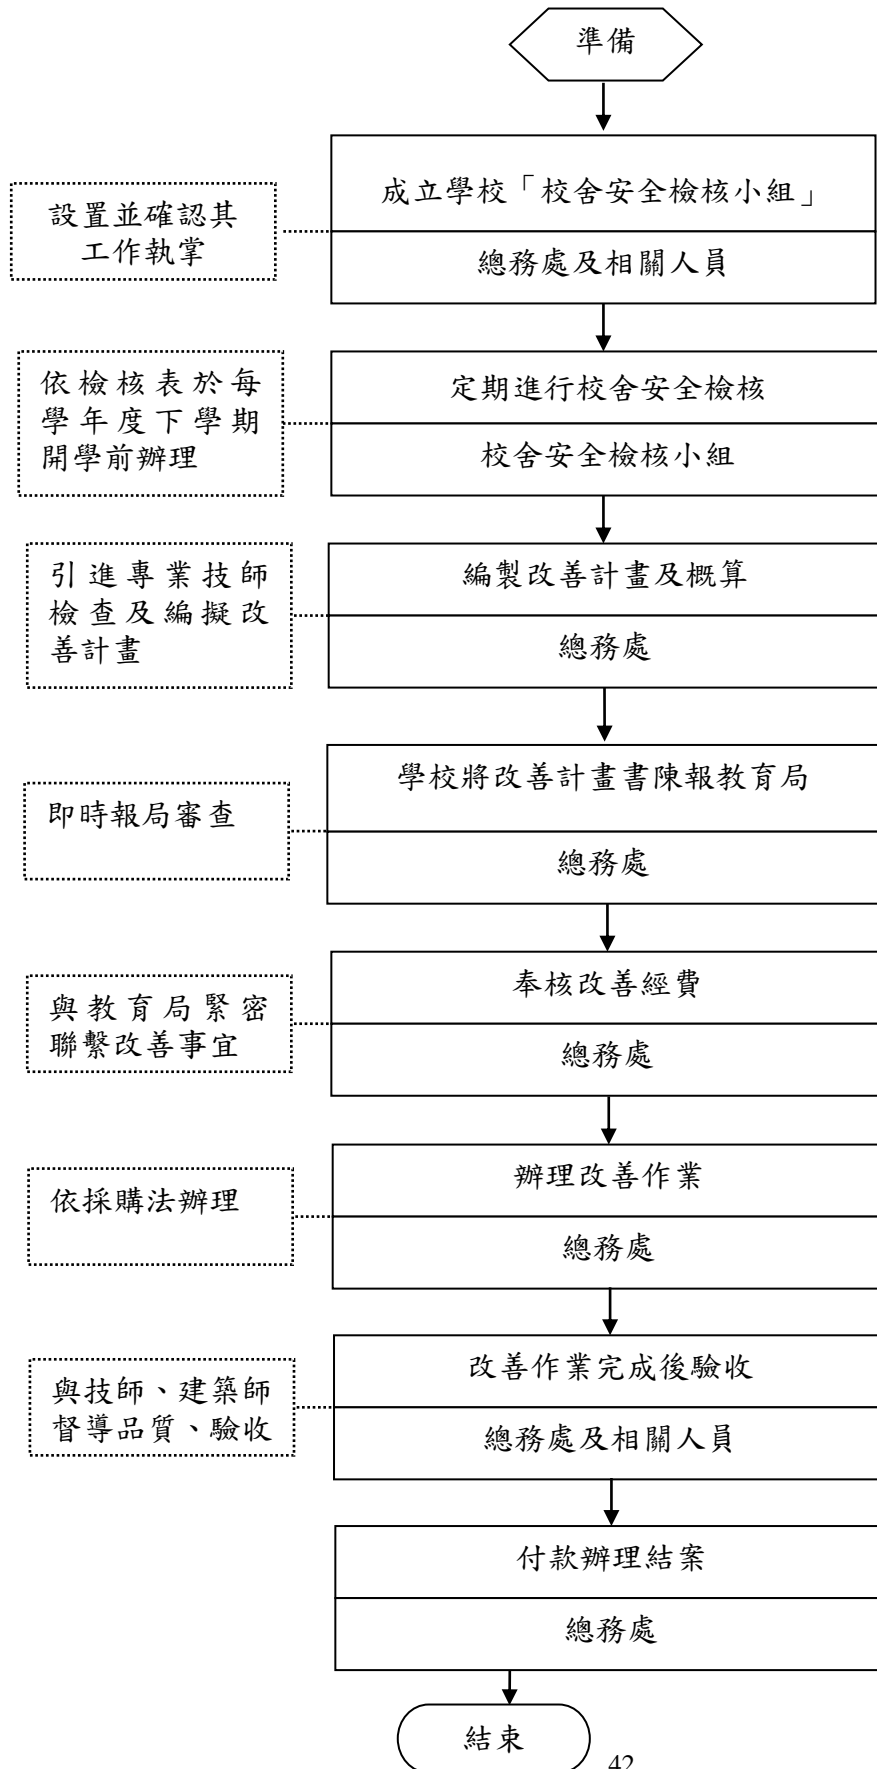 準備
成立學校「校舍安全檢核小組」
設置並確認其
工作執掌
總務處及相關人員
依檢核表於每
學年度下學期
開學前辦理
定期進行校舍安全檢核
校舍安全檢核小組
引進專業技師
檢查及編擬改
善計畫
編製改善計畫及概算
總務處
學校將改善計畫書陳報教育局
即時報局審查
總務處
奉核改善經費
與教育局緊密
聯繫改善事宜
總務處
辦理改善作業
依採購法辦理
總務處
改善作業完成後驗收
與技師、建築師
督導品質、驗收
總務處及相關人員
付款辦理結案
總務處
結束
42